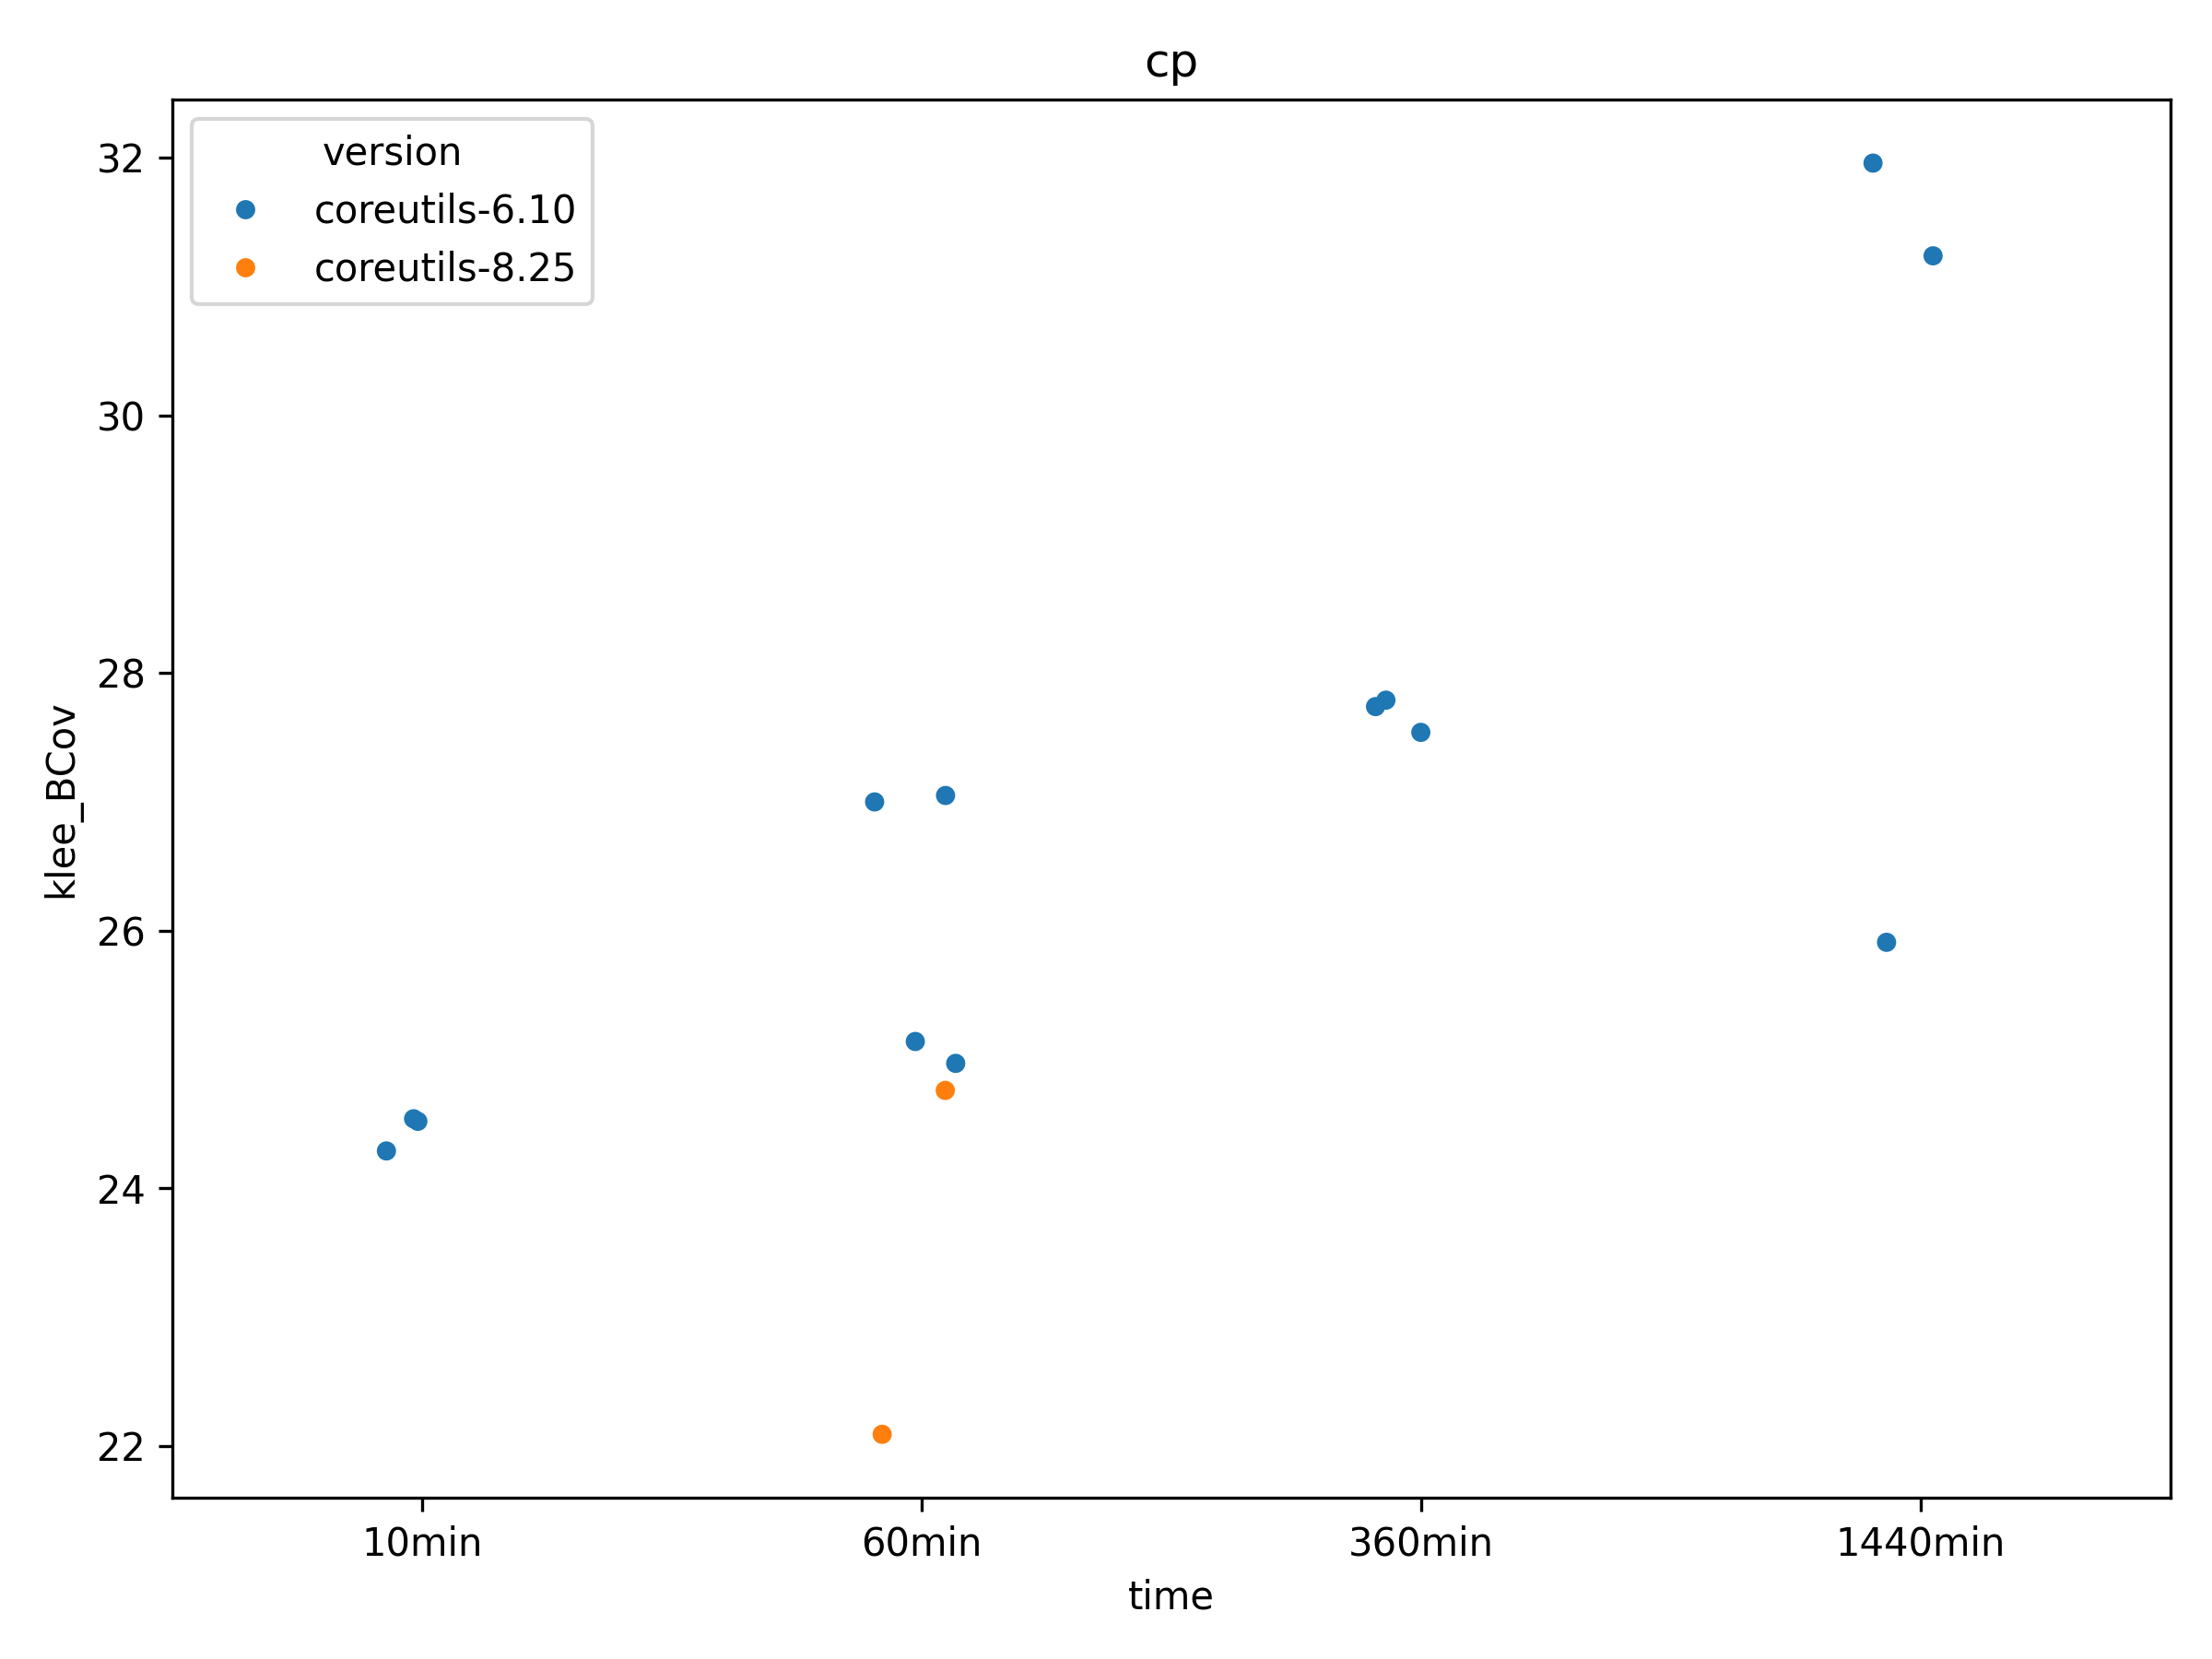 cp
version
coreutils-6.10
coreutils-8.25
32
30
28
26
24
22
klee_BCov
10min
60min
360min
1440min
time